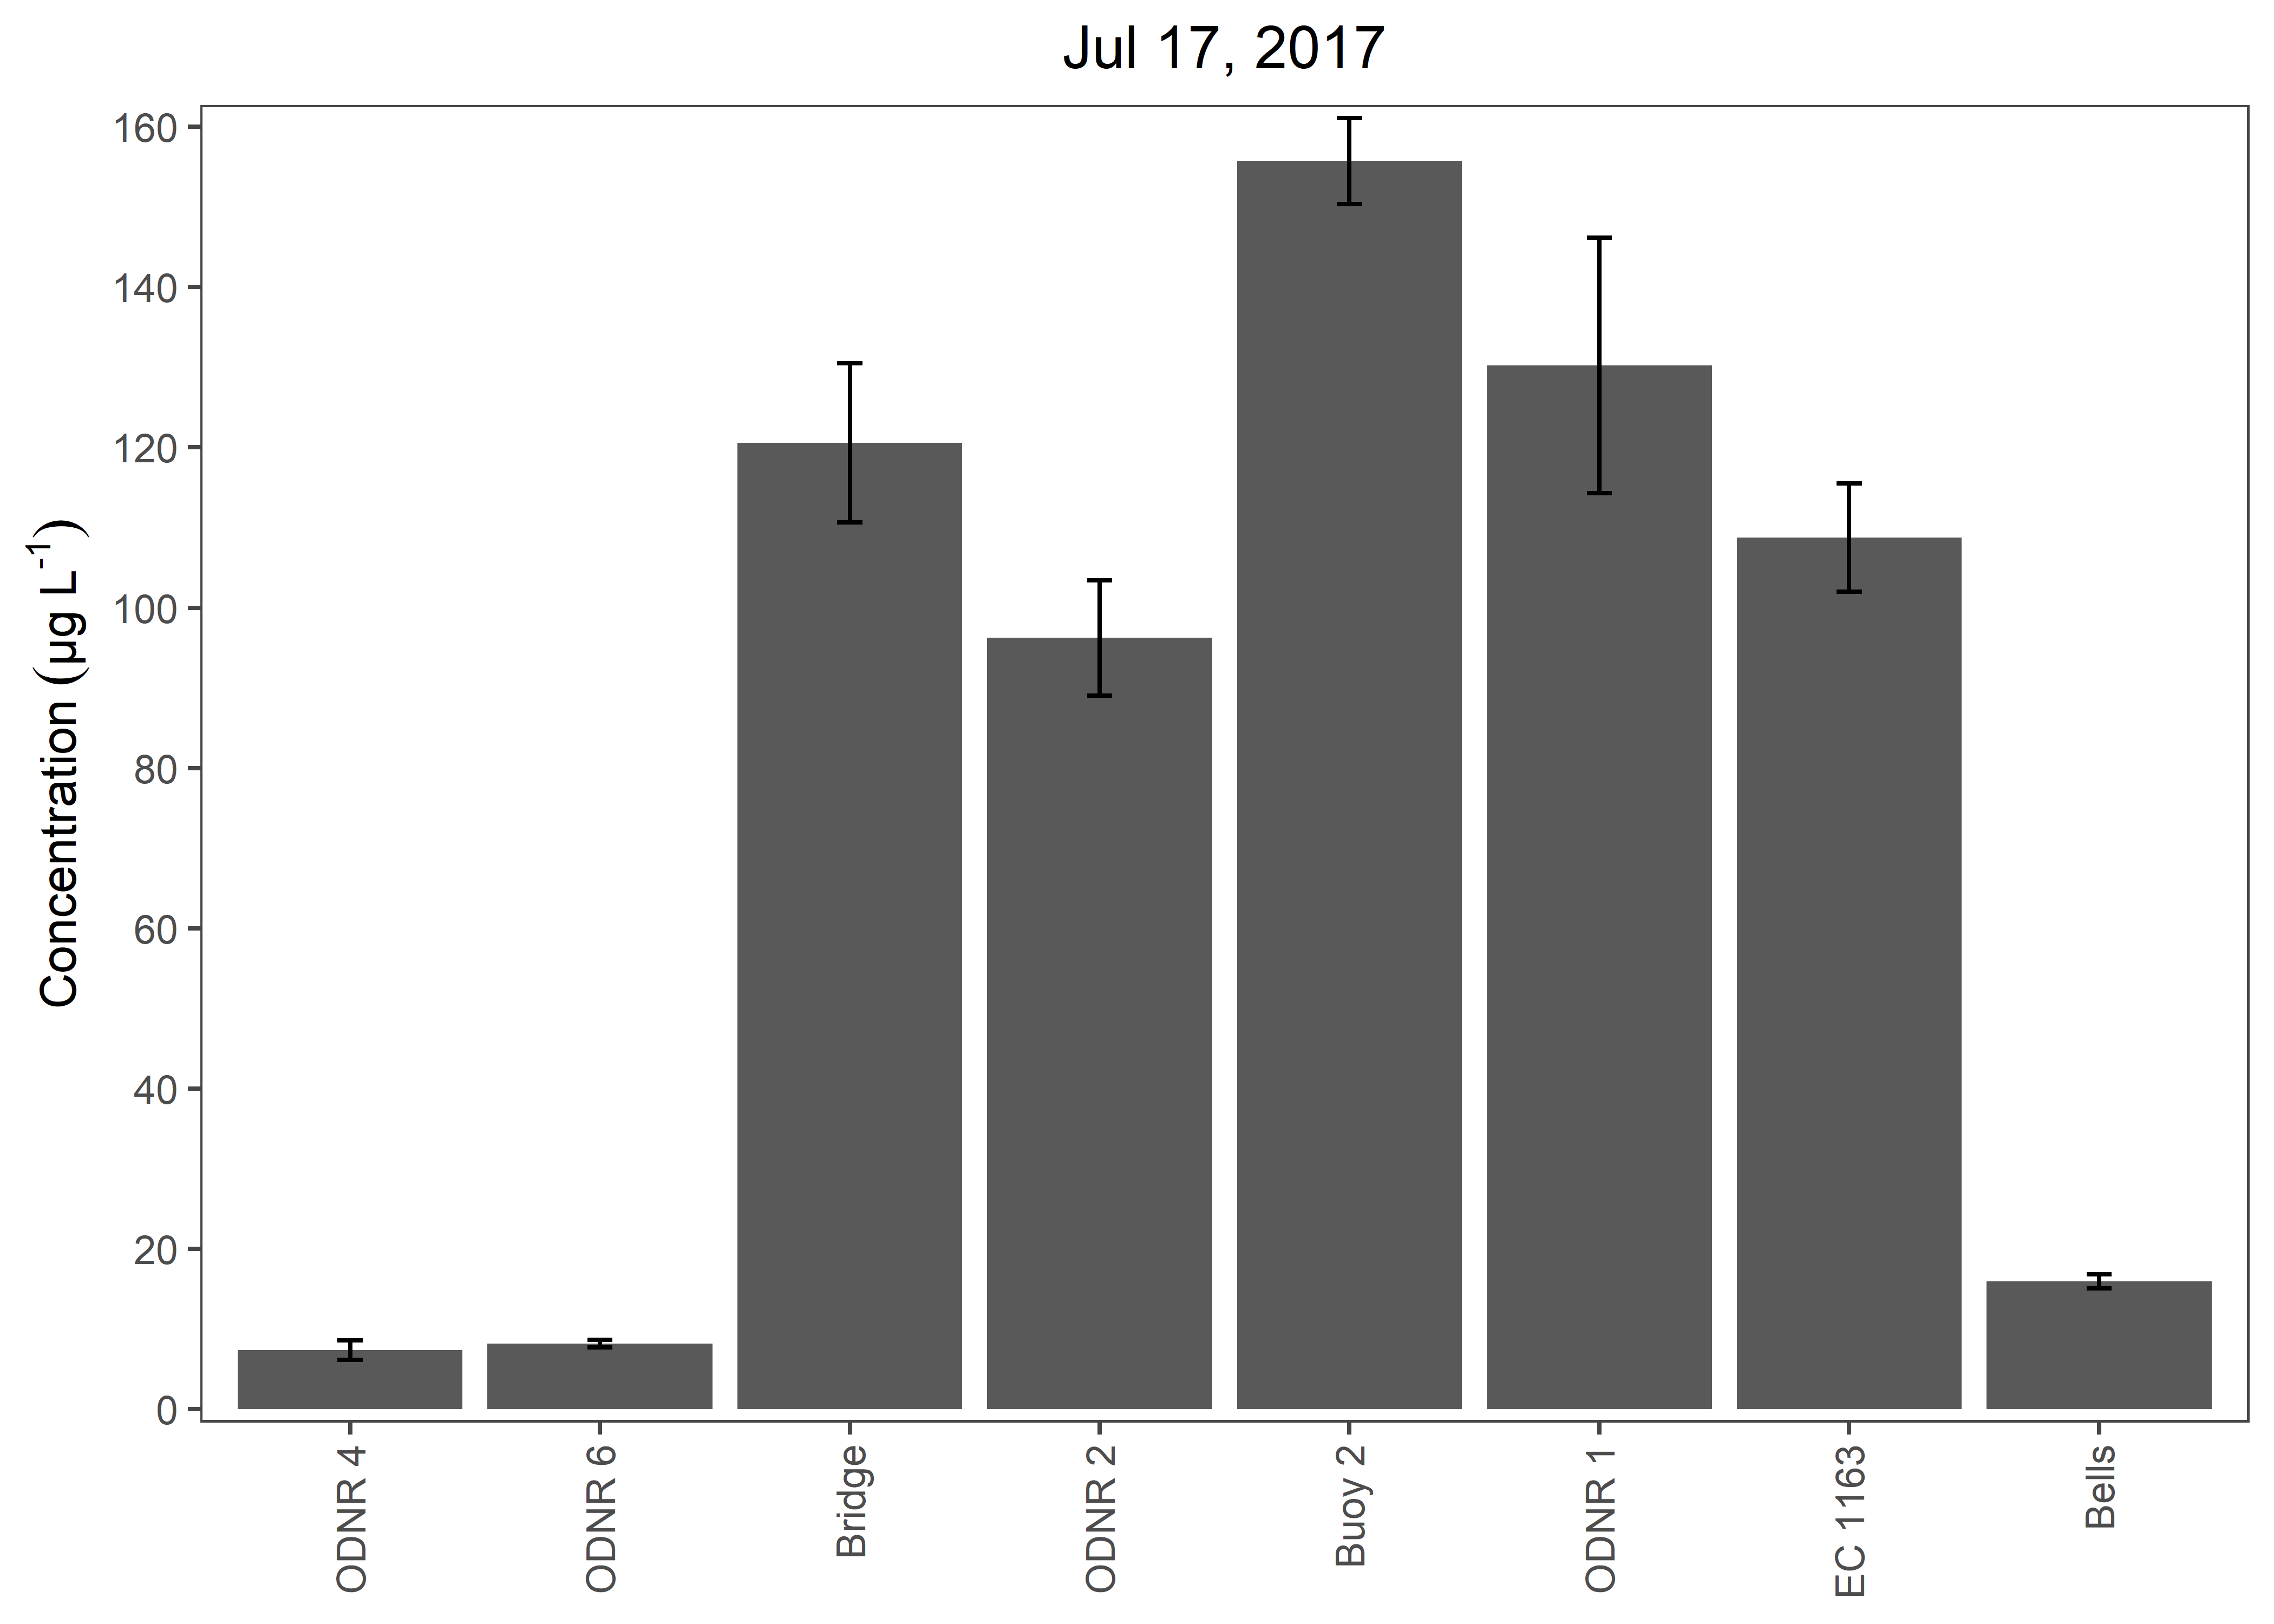 Jul 17, 2017
Concentration (µg L⁻¹)
160
140
120
100
80
60
40
20
0
ODNR 4
ODNR 6
Bridge
ODNR 2
Buoy 2
ODNR 1
EC 1163
Bells